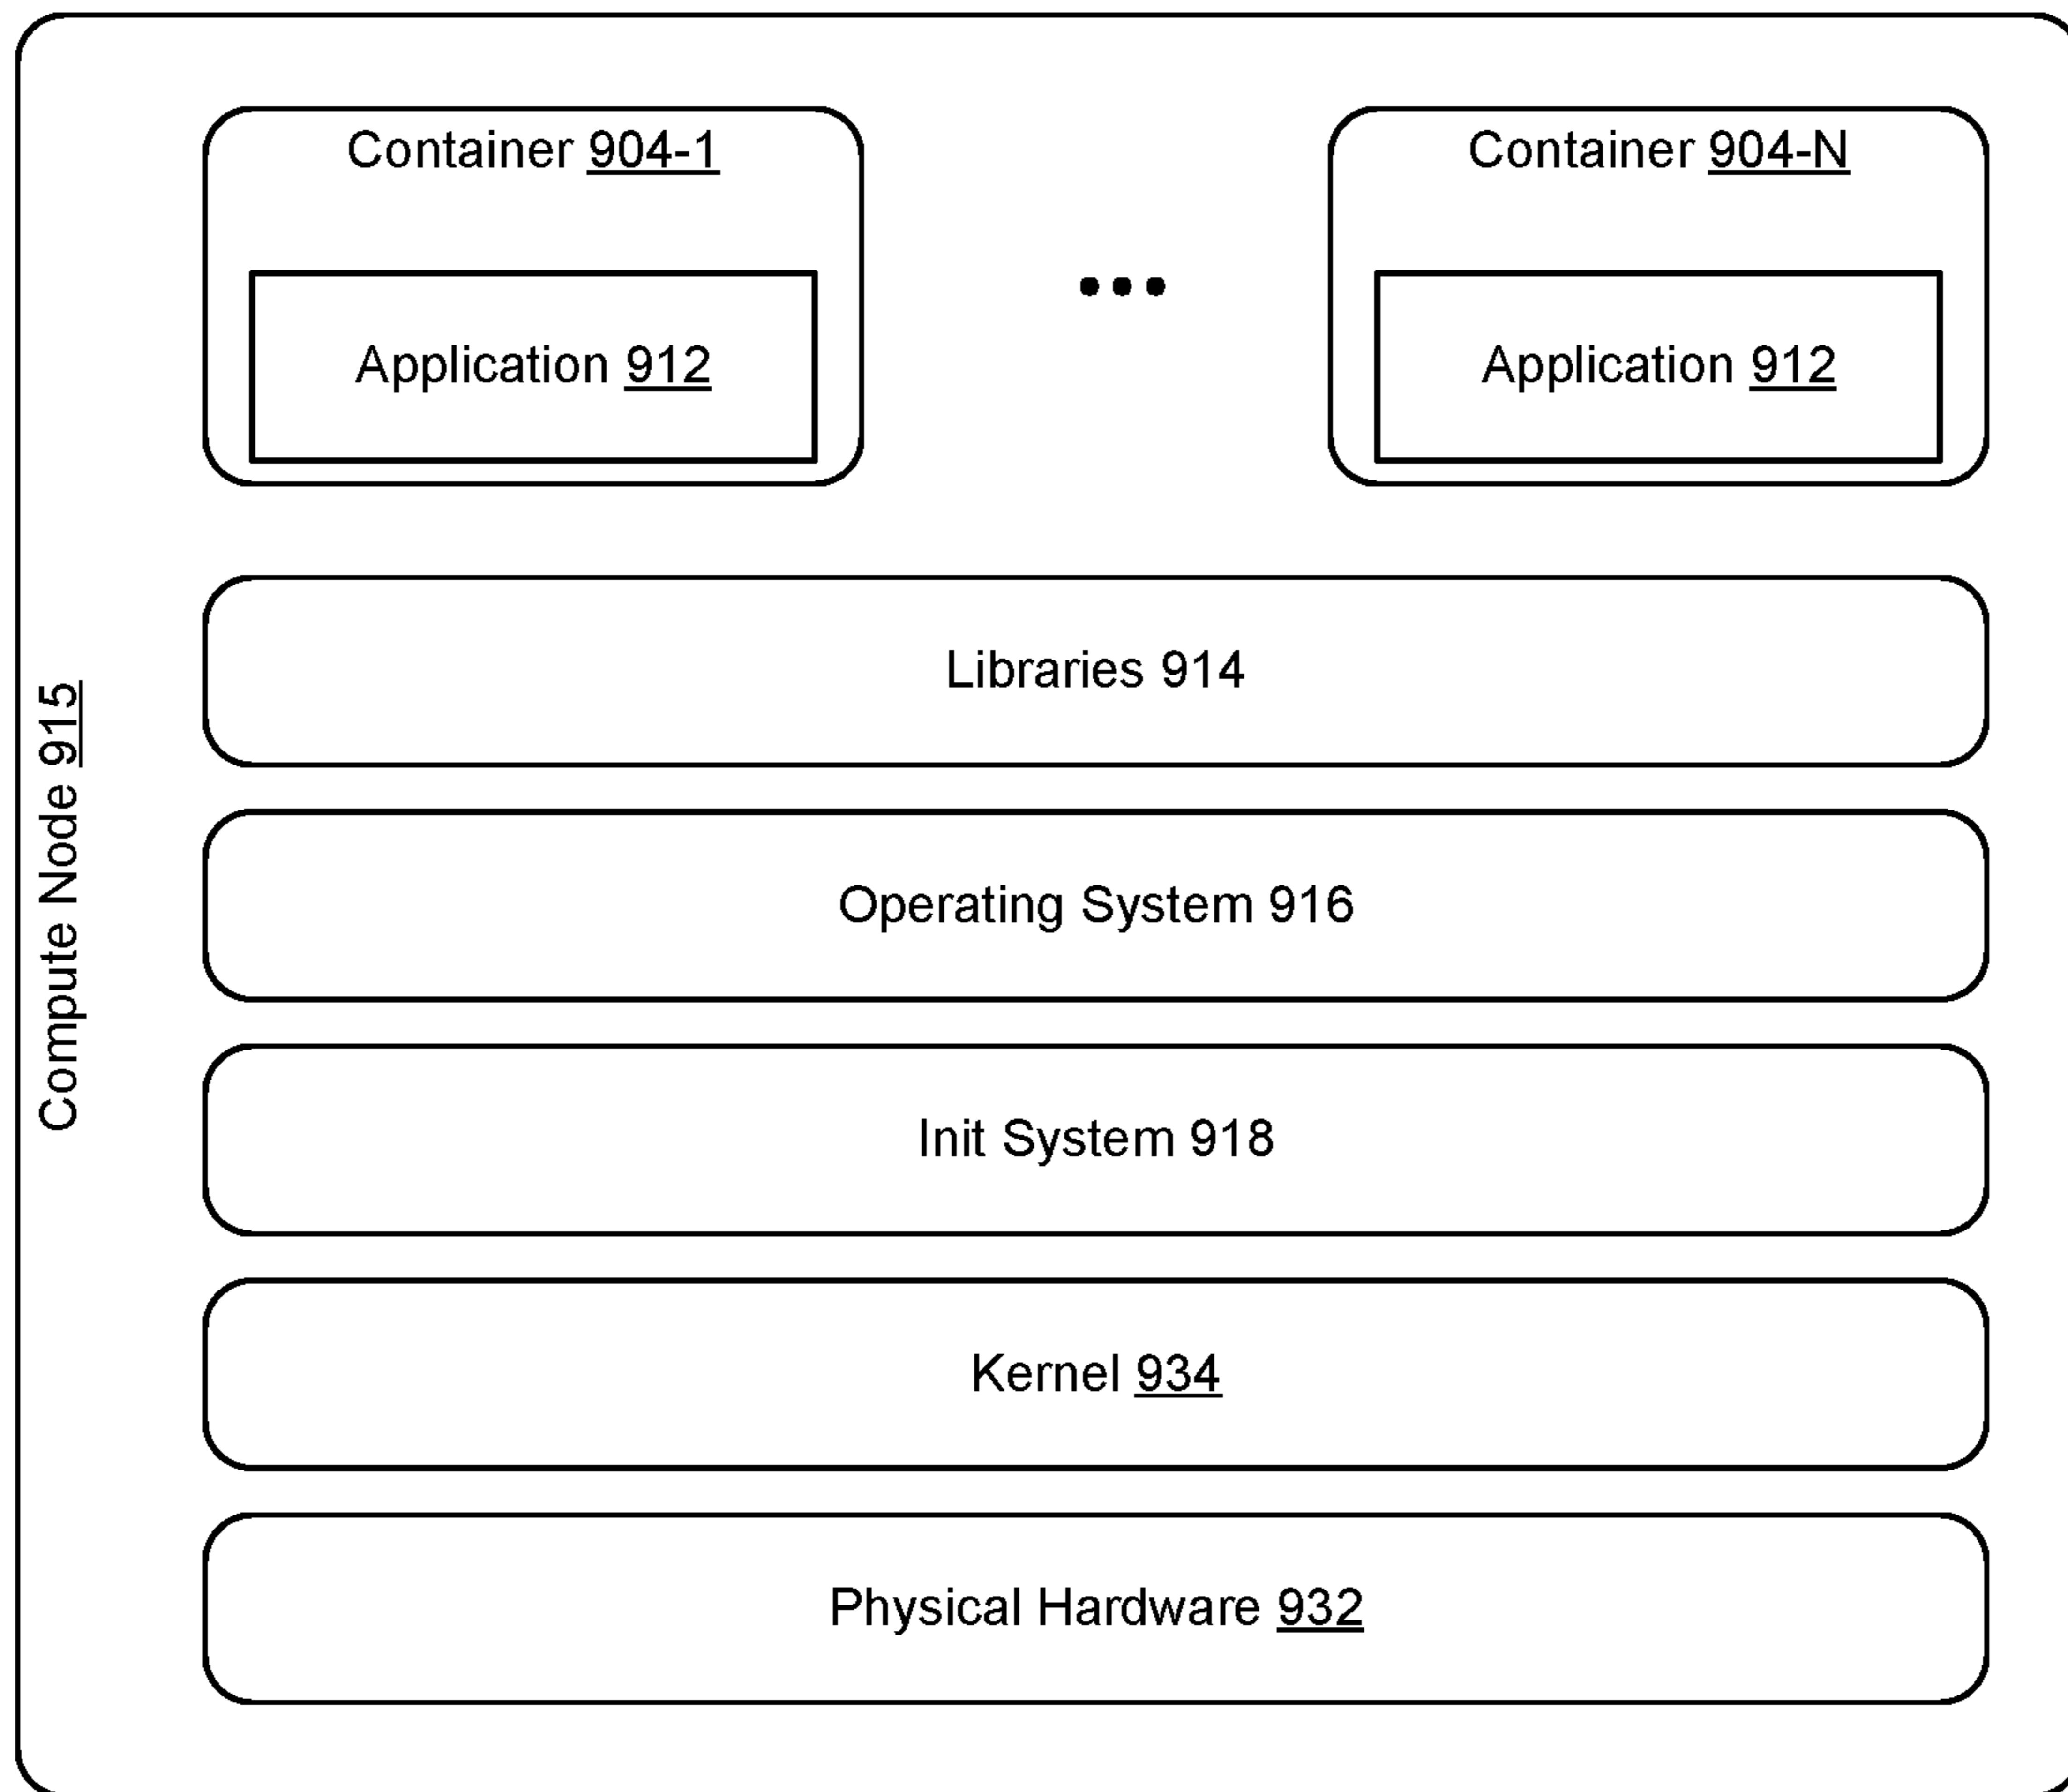 Container 904-1
Application 912
...
Container 904-N
Application 912
Libraries 914
Operating System 916
Init System 918
Kernel 934
Physical Hardware 932
Compute Node 915